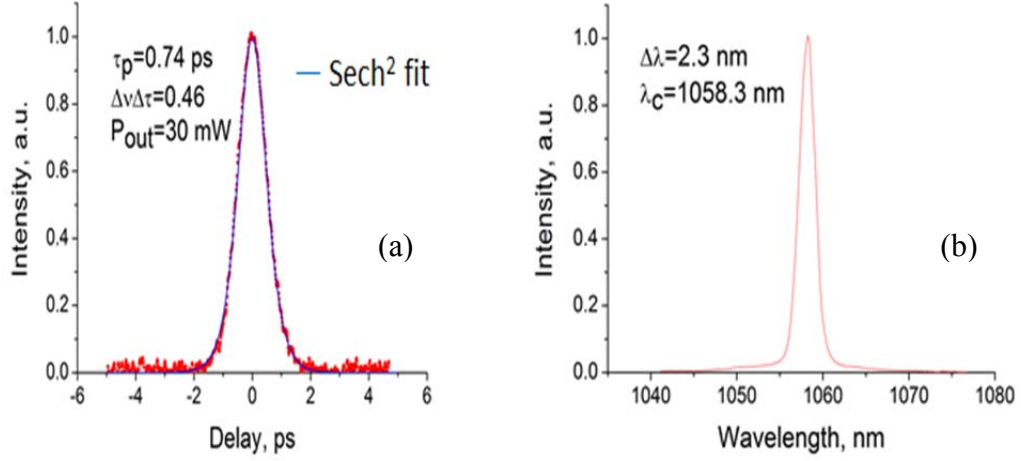 τp=0.74 ps
ΔνΔτ=0.46
Pout=30 mW
Sech² fit
(a)
Intensity, a.u.
1.0
0.8
0.6
0.4
0.2
0.0
-6 -4 -2 0 2 4 6
Delay, ps
Δλ=2.3 nm
λc=1058.3 nm
(b)
Intensity, a.u.
1.0
0.8
0.6
0.4
0.2
0.0
1040 1050 1060 1070 1080
Wavelength, nm